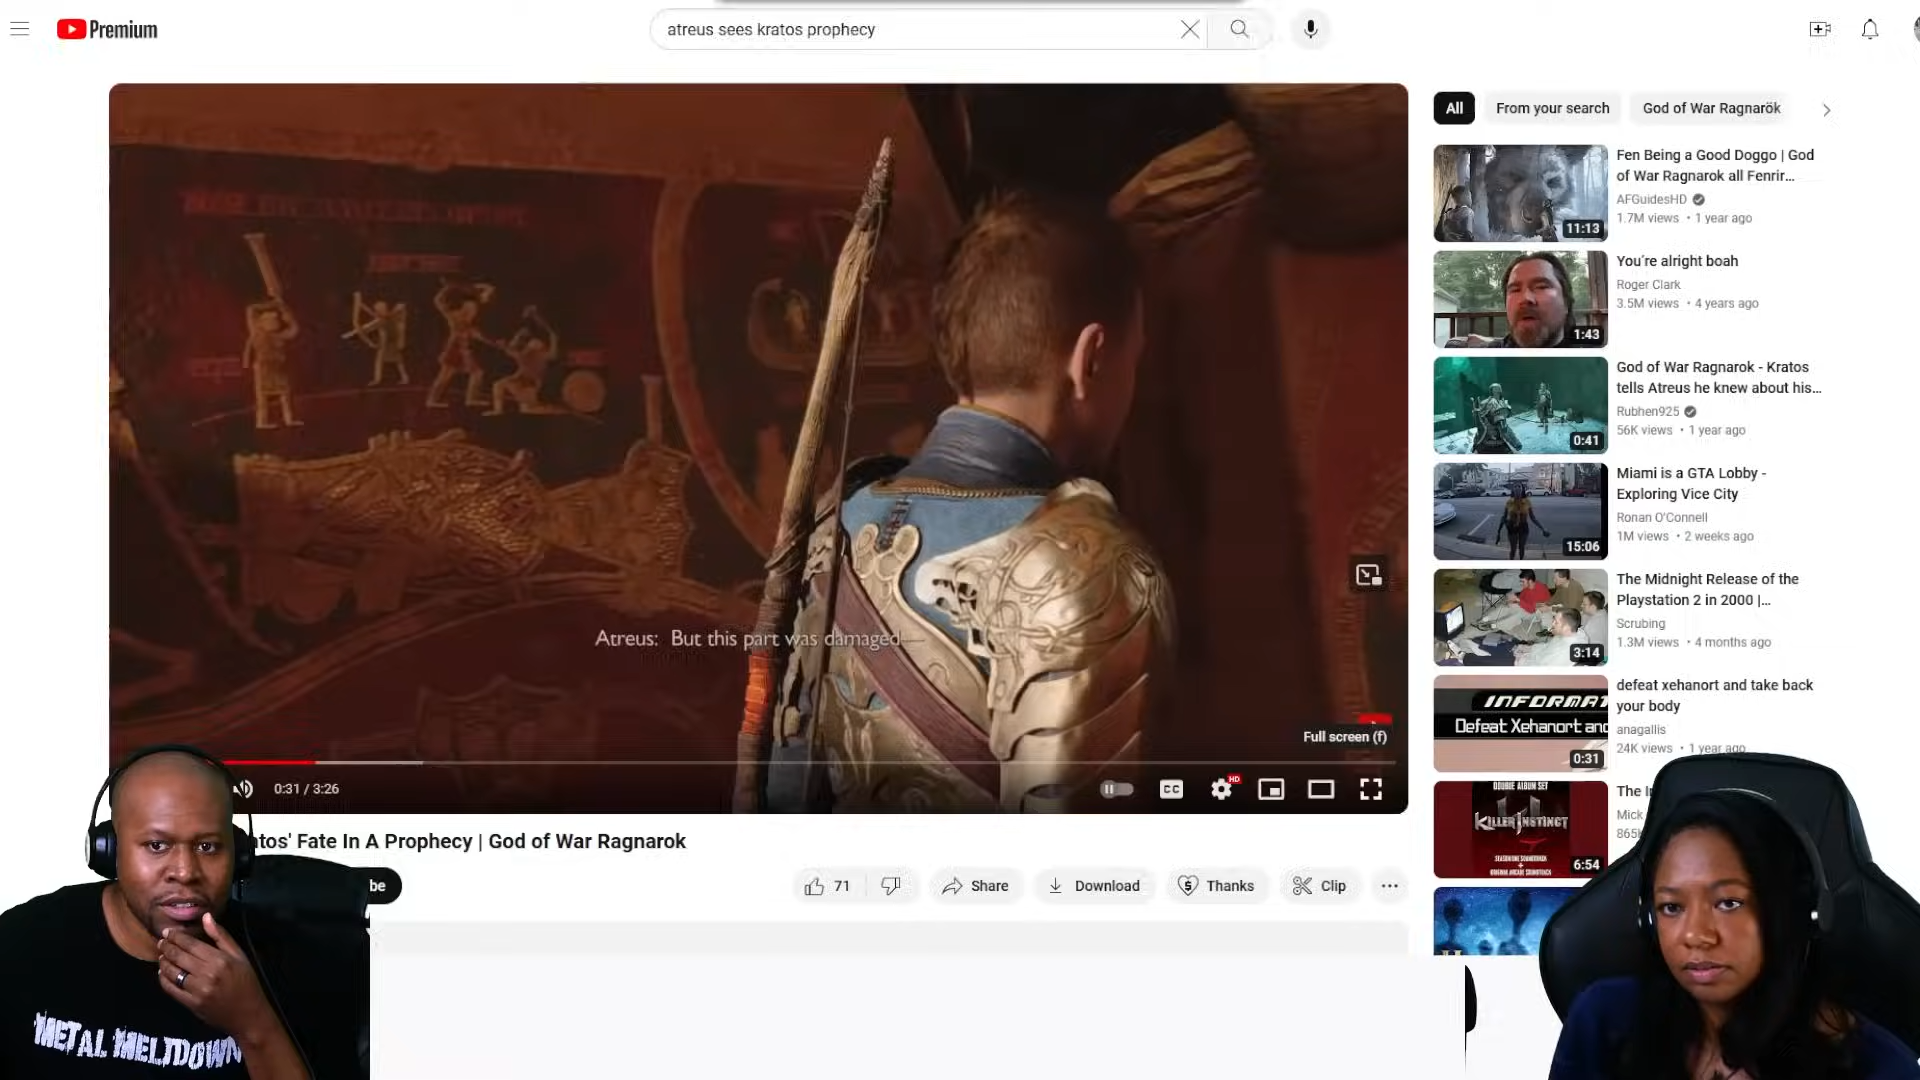 Premium
atreus sees kratos prophecy
All
From your search
God of War Ragnarök
Atreus: But this part was damaged—
Full screen (f)
0:31 / 3:26
CC
HD
tos' Fate In A Prophecy | God of War Ragnarok
be
71
Share
Download
Thanks
Clip
11:13
Fen Being a Good Doggo | God
of War Ragnarok all Fenrir...
AFGuidesHD
1.7M views • 1 year ago
1:43
You're alright boah
Roger Clark
3.5M views • 4 years ago
0:41
God of War Ragnarok - Kratos
tells Atreus he knew about his...
Rubhen925
56K views • 1 year ago
15:06
Miami is a GTA Lobby -
Exploring Vice City
Ronan O'Connell
1M views • 2 weeks ago
3:14
The Midnight Release of the
Playstation 2 in 2000 |...
Scrubing
1.3M views • 4 months ago
INFORMAT
Defeat Xehanort and
0:31
defeat xehanort and take back
your body
anagallis
24K views • 1 year ago
DOUBLE ALBUM SET
KILLER INSTINCT
6:54
The
Mick
865
METAL MELTDOWN